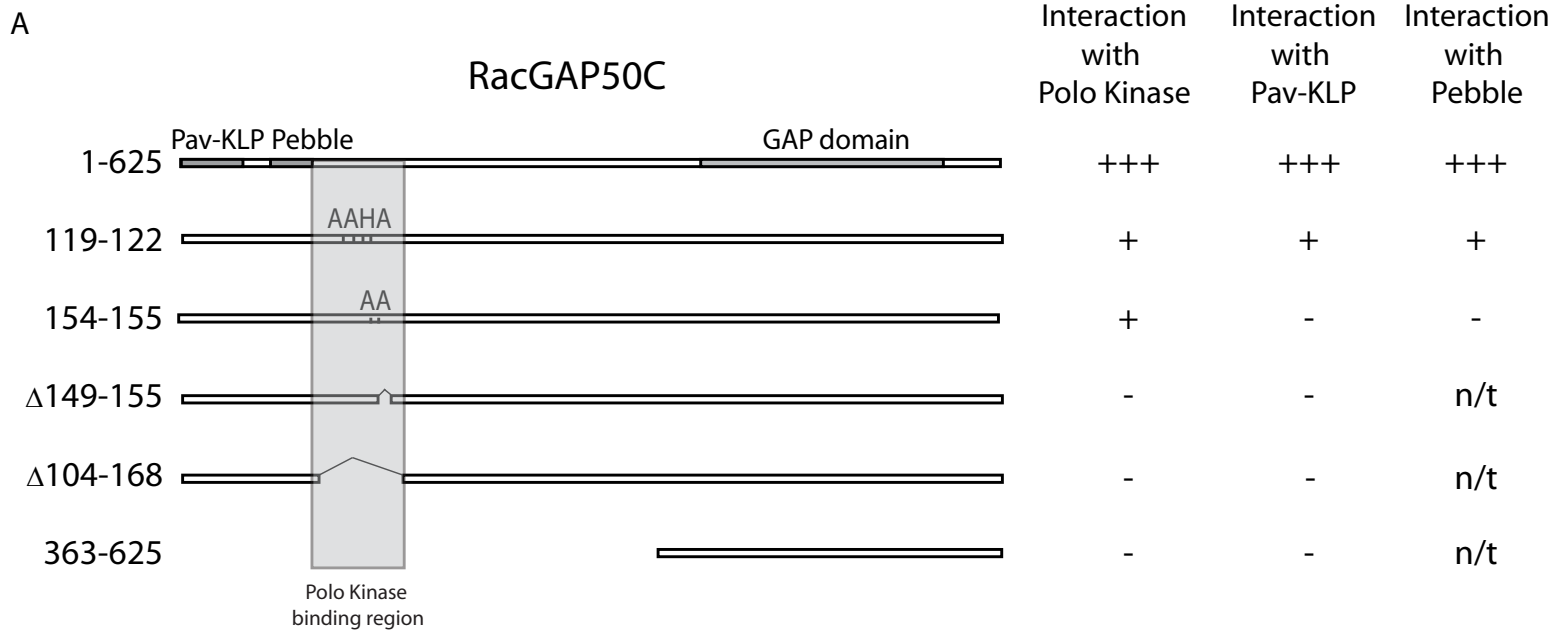 A
Interaction with Polo Kinase
Interaction with Pav-KLP
Interaction with Pebble
RacGAP50C
Pav-KLP Pebble GAP domain
1-625 +++ +++ +++
AAHA
119-122 + + +
AA
154-155 + - -
Δ149-155 - - n/t
Δ104-168 - - n/t
363-625 - - n/t
Polo Kinase
binding region